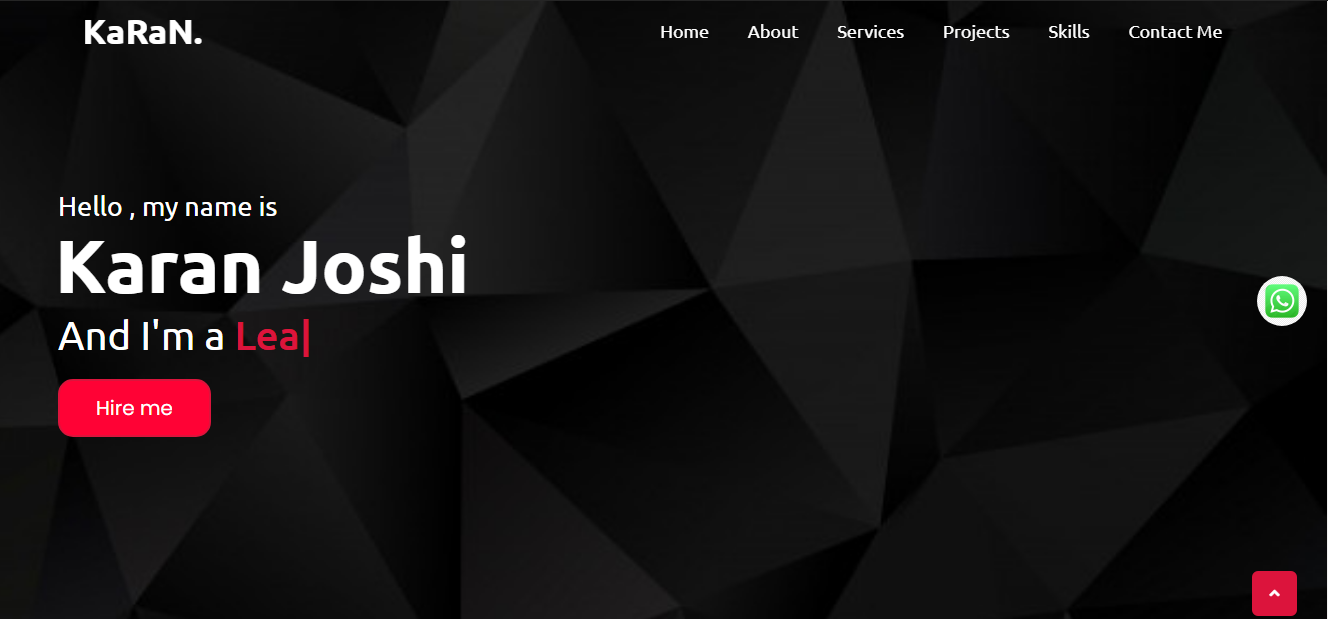 KaRaN.
Home About Services Projects Skills Contact Me
Hello , my name is
Karan Joshi
And I'm a Lea|
Hire me